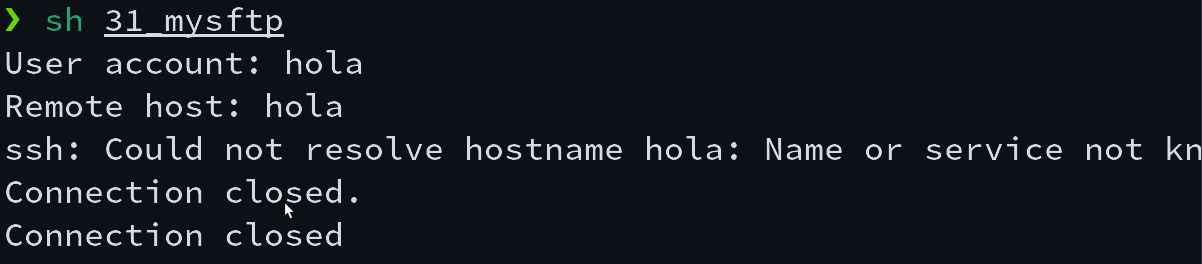 ❯ sh 31_mysftp
User account: hola
Remote host: hola
ssh: Could not resolve hostname hola: Name or service not kn
Connection closed.
Connection closed